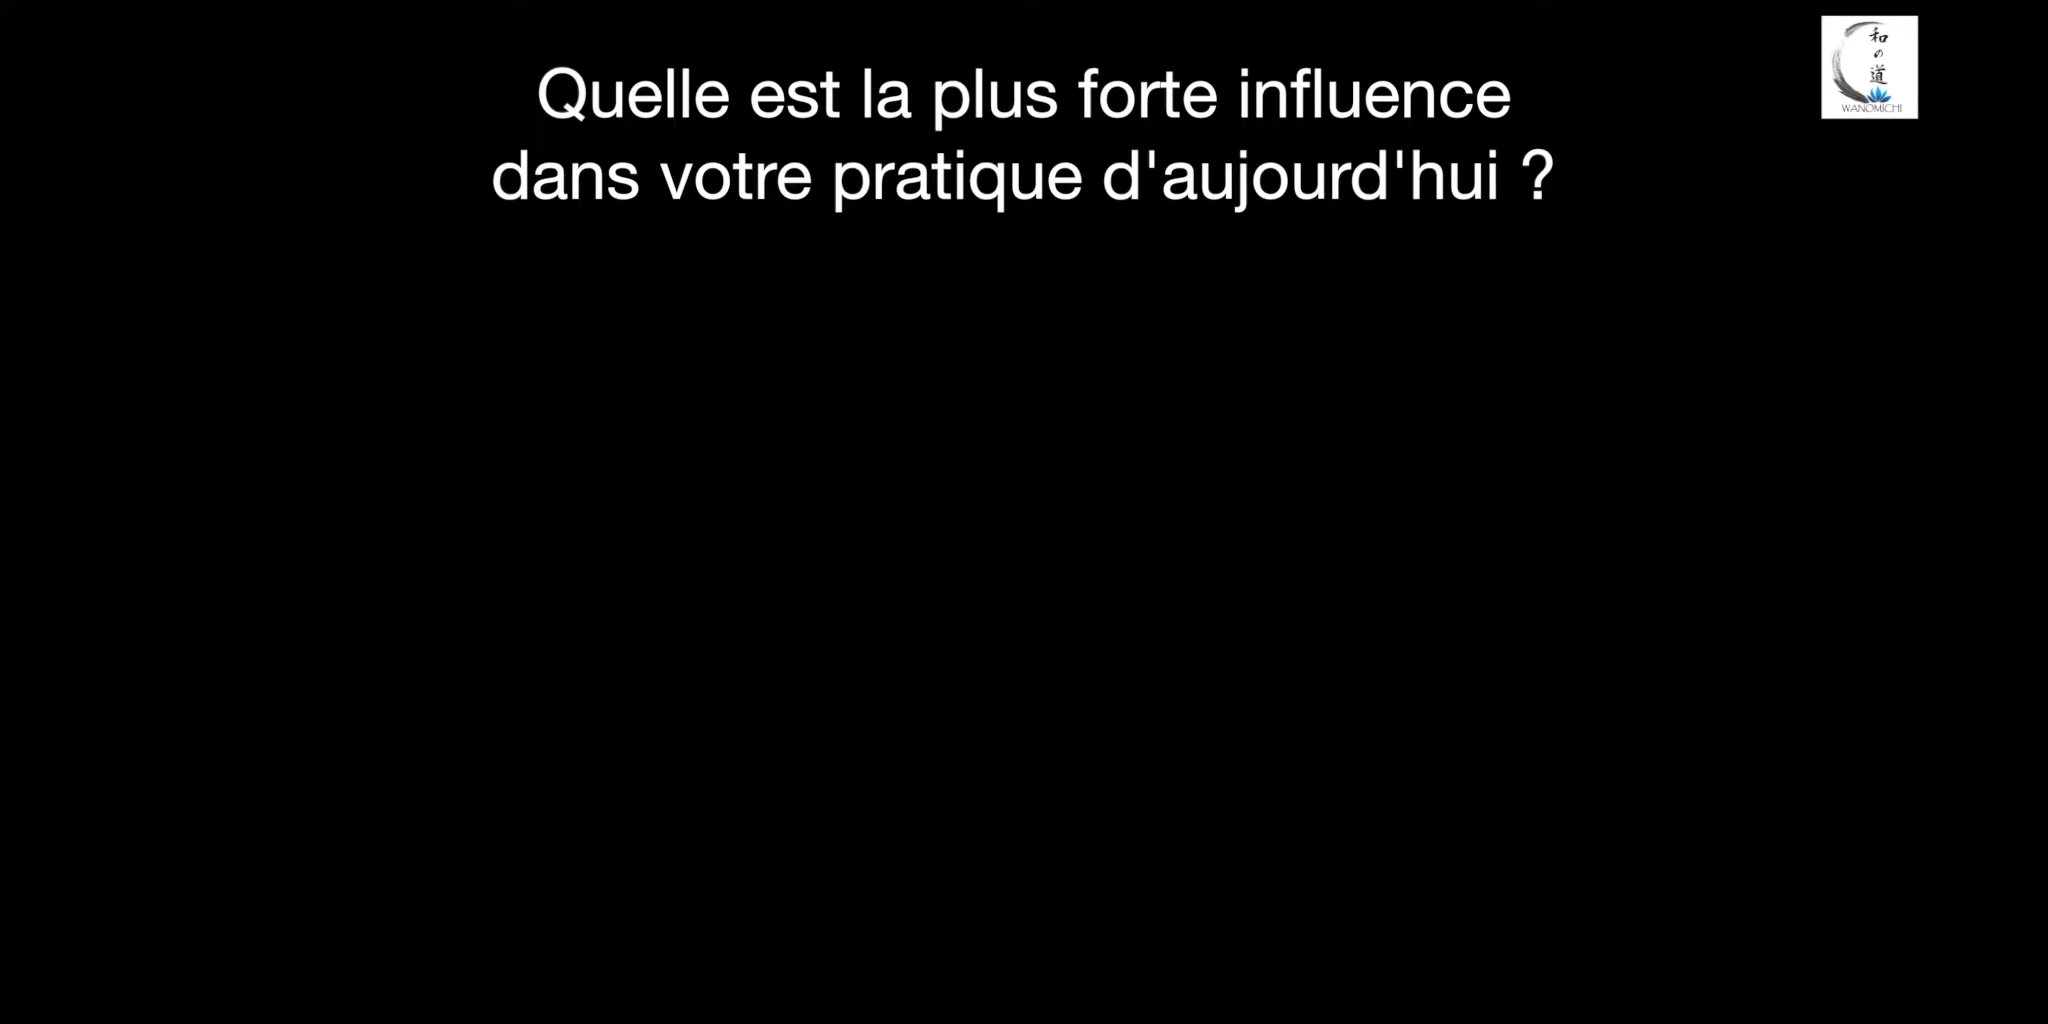 Quelle est la plus forte influence
dans votre pratique d'aujourd'hui ?
和
の
道
WANOMICHI